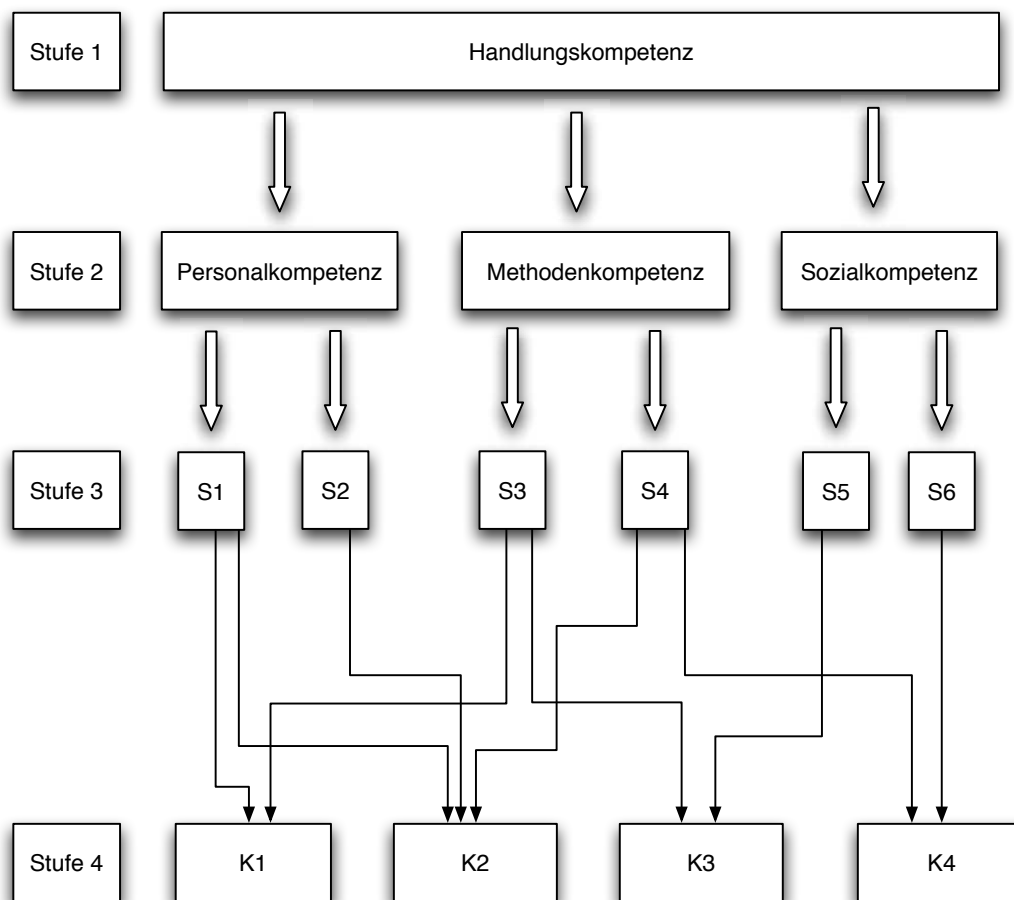 Stufe 1
Handlungskompetenz
Stufe 2
Personalkompetenz
Methodenkompetenz
Sozialkompetenz
Stufe 3
S1
S2
S3
S4
S5
S6
Stufe 4
K1
K2
K3
K4